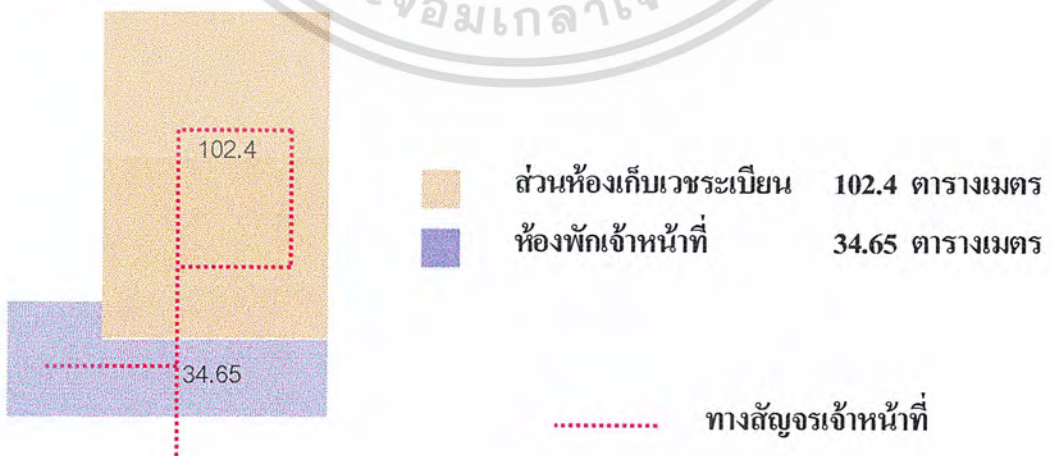 102.4
ส่วนห้องเก็บเวชระเบียน 102.4 ตารางเมตร
ห้องพักเจ้าหน้าที่ 34.65 ตารางเมตร
34.65
ทางสัญจรเจ้าหน้าที่